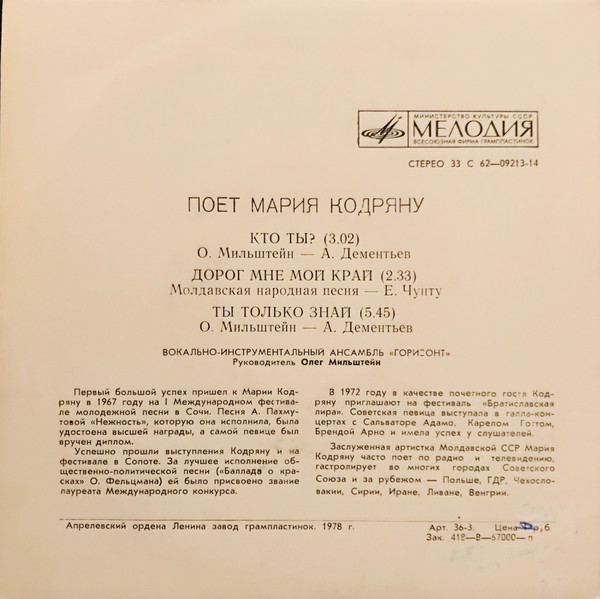 МИНИСТЕРСТВО КУЛЬТУРЫ СССР
МЕЛОДИЯ
ВСЕСОЮЗНАЯ ФИРМА ГРАМПЛАСТИНОК
СТЕРЕО 33 С 62—09213-14
ПОЕТ МАРИЯ КОДРЯНУ
КТО ТЫ? (3.02)
О. Мильштейн — А. Дементьев
ДОРОГ МНЕ МОЙ КРАЙ (2.33)
Молдавская народная песня — Е. Чунту
ТЫ ТОЛЬКО ЗНАЙ (5.45)
О. Мильштейн — А. Дементьев
ВОКАЛЬНО-ИНСТРУМЕНТАЛЬНЫЙ АНСАМБЛЬ «ГОРИЗОНТ»
Руководитель Олег Мильштейн
Первый большой успех пришел к Марии Код-
ряну в 1967 году на I Международном фестива-
ле молодежной песни в Сочи. Песня А. Пахму-
товой «Нежность», которую она исполнила, была
удостоена высшей награды, а самой певице был
вручен диплом.
Успешно прошли выступления Кодряну и на
фестивале в Сопоте. За лучшее исполнение об-
щественно-политической песни («Баллада о кра-
сках» О. Фельцмана) ей было присвоено звание
лауреата Международного конкурса.
В 1972 году в качестве почетного гостя Код-
ряну приглашают на фестиваль «Братиславская
лира». Советская певица выступала в галла-кон-
цертах с Сальваторе Адамо, Карелом Готтом,
Брендой Арно и имела успех у слушателей.
Заслуженная артистка Молдавской ССР Мария
Кодряну часто поет по радио и телевидению,
гастролирует во многих городах Советского
Союза и за рубежом — Польше, ГДР, Чехосло-
вакии, Сирии, Иране, Ливане, Венгрии.
Апрелевский ордена Ленина завод грампластинок. 1978 г.
Арт. 36-3. Цена
Зак. 418—В—67000—п